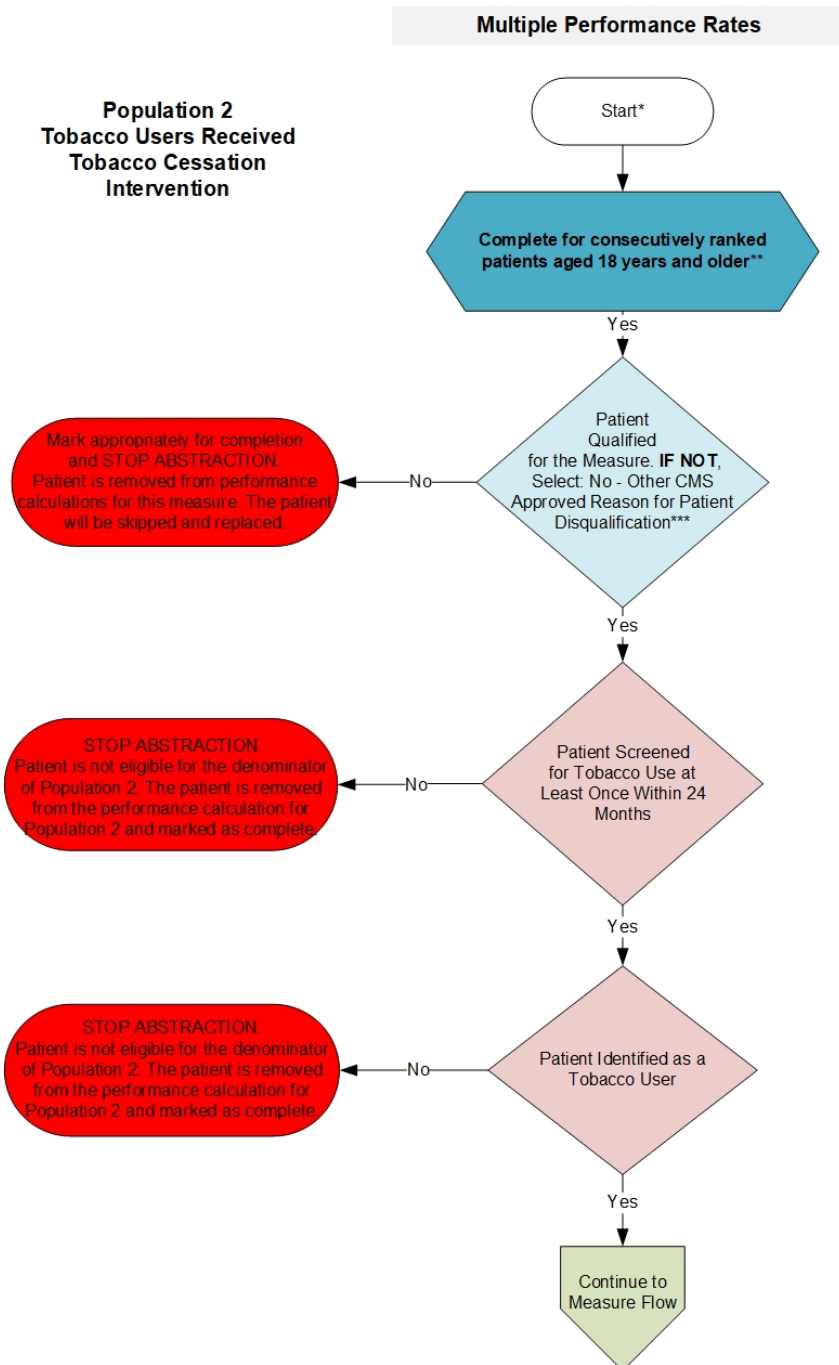 Multiple Performance Rates
Population 2
Tobacco Users Received
Tobacco Cessation
Intervention
Start*
Complete for consecutively ranked
patients aged 18 years and older**
Yes
Patient
Qualified
for the Measure. IF NOT,
Select: No - Other CMS
Approved Reason for Patient
Disqualification***
No
Mark appropriately for completion
and STOP ABSTRACTION.
Patient is removed from performance
calculations for this measure. The patient
will be skipped and replaced.
Yes
Patient Screened
for Tobacco Use at
Least Once Within 24
Months
No
STOP ABSTRACTION.
Patient is not eligible for the denominator
of Population 2. The patient is removed
from the performance calculation for
Population 2 and marked as complete.
Yes
Patient Identified as a
Tobacco User
No
STOP ABSTRACTION.
Patient is not eligible for the denominator
of Population 2. The patient is removed
from the performance calculation for
Population 2 and marked as complete
Yes
Continue to
Measure Flow